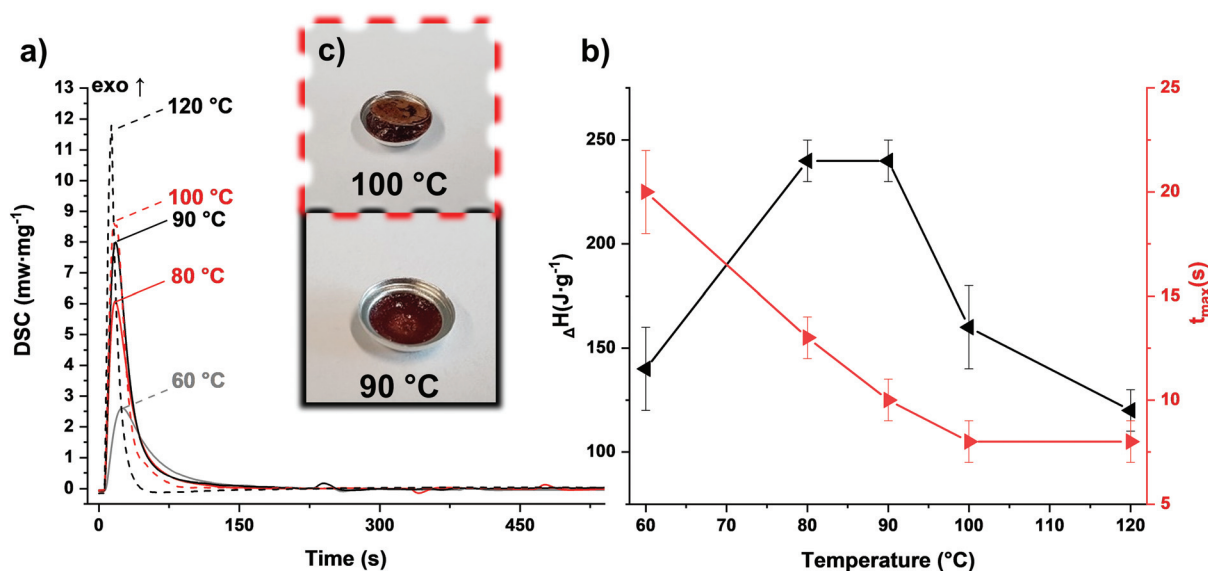 a)
exo ↑
13
12
11
10
9
8
7
6
5
4
3
2
1
0
DSC (mw·mg⁻¹)
120 °C
100 °C
90 °C
80 °C
60 °C
0 150 300 450
Time (s)
c)
100 °C
90 °C
b)
250
200
150
100
ΔH(J·g⁻¹)
25
20
15
10
5
tmax(s)
60 70 80 90 100 110 120
Temperature (°C)